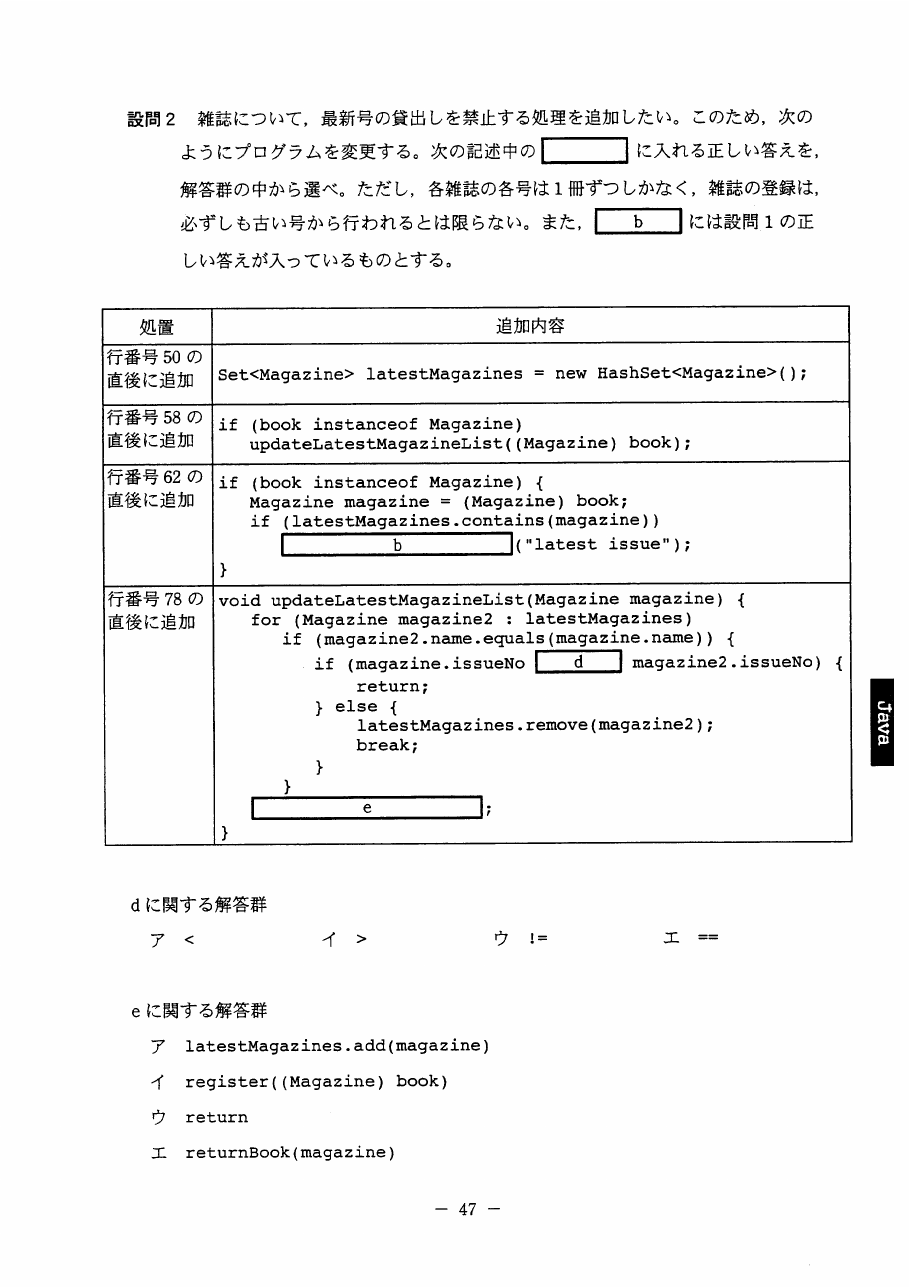 設問2 雑誌について，最新号の貸出しを禁止する処理を追加したい。このため，次の
ようにプログラムを変更する。次の記述中の に入れる正しい答えを，
解答群の中から選べ。ただし，各雑誌の各号は1冊ずつしかなく，雑誌の登録は，
必ずしも古い号から行われるとは限らない。また， b には設問1の正
しい答えが入っているものとする。
処置 追加内容
行番号50の
直後に追加
Set<Magazine> latestMagazines = new HashSet<Magazine>();
行番号58の
直後に追加
if (book instanceof Magazine)
updateLatestMagazineList((Magazine) book);
行番号62の
直後に追加
if (book instanceof Magazine) {
Magazine magazine = (Magazine) book;
if (latestMagazines.contains(magazine))
b ("latest issue");
}
行番号78の
直後に追加
void updateLatestMagazineList(Magazine magazine) {
for (Magazine magazine2 : latestMagazines)
if (magazine2.name.equals(magazine.name)) {
if (magazine.issueNo d magazine2.issueNo) {
return;
} else {
latestMagazines.remove(magazine2);
break;
}
}
e ;
}
Java
dに関する解答群
ア < イ > ウ != エ ==
eに関する解答群
ア latestMagazines.add(magazine)
イ register((Magazine) book)
ウ return
エ returnBook(magazine)
－ 47 －